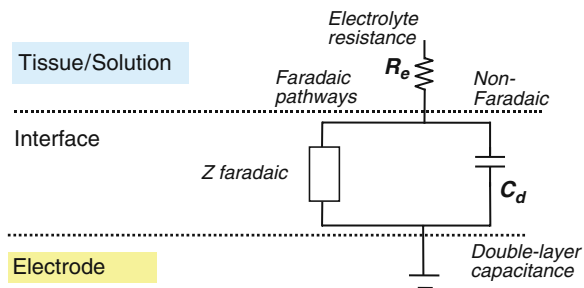 Electrolyte
resistance
Tissue/Solution
Re
Faradaic
pathways
Non-
Faradaic
Interface
Z faradaic
Cd
Electrode
Double-layer
capacitance